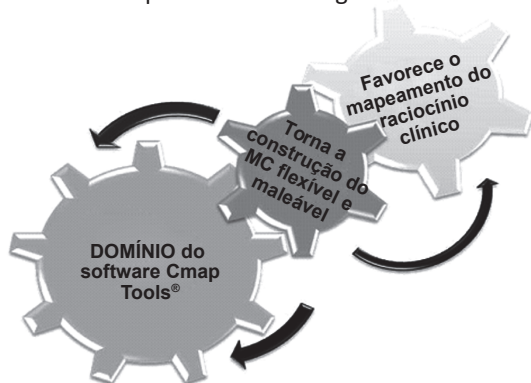 Favorece o
mapeamento do
raciocínio
clínico
Torna a
construção do
MC flexível e
maleável
DOMÍNIO do
software Cmap
Tools®